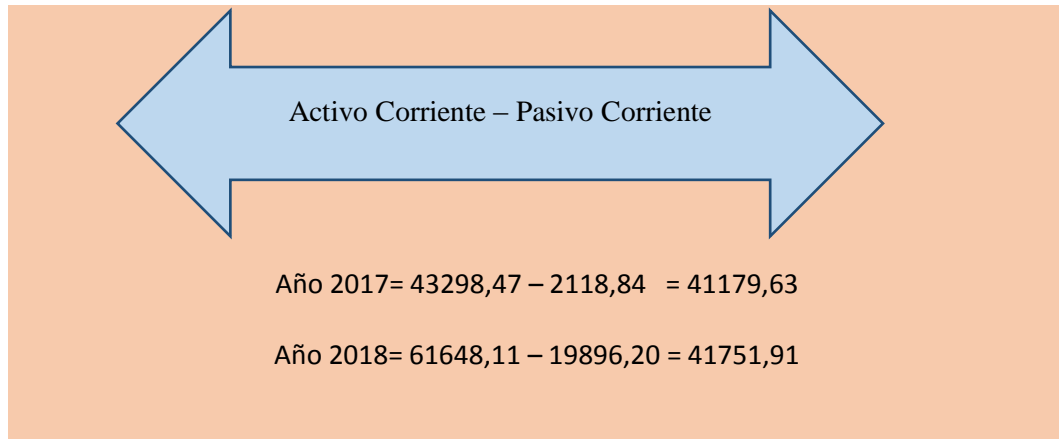 Activo Corriente – Pasivo Corriente
Año 2017= 43298,47 – 2118,84 = 41179,63
Año 2018= 61648,11 – 19896,20 = 41751,91